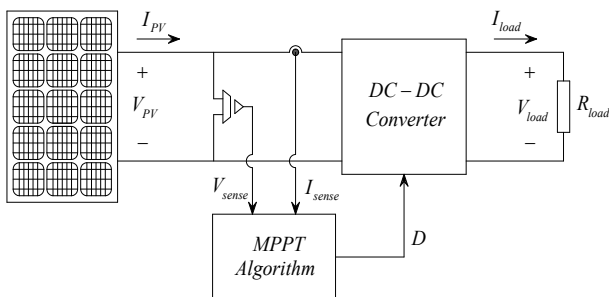 I_PV
I_load
+
V_PV
−
DC − DC
Converter
+
V_load
−
R_load
V_sense
I_sense
MPPT
Algorithm
D